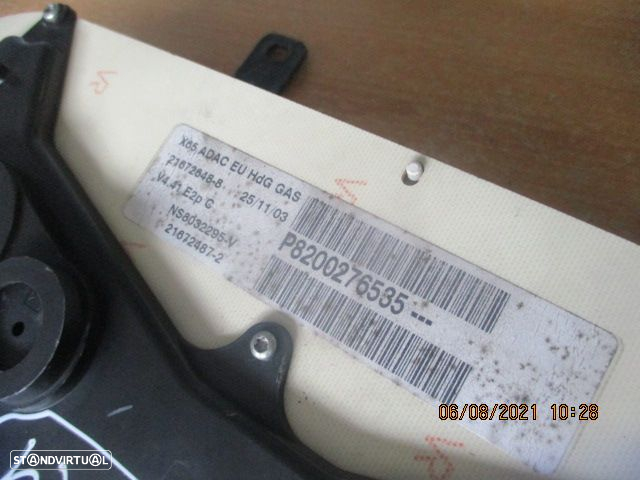 X65 ADAC EU HdG GAS
21672648-8 25/11/03
V4.41 E2p C
NS8032295-V
21672487-2
P8200276535---
06/08/2021 10:28
STANDVIRTUAL